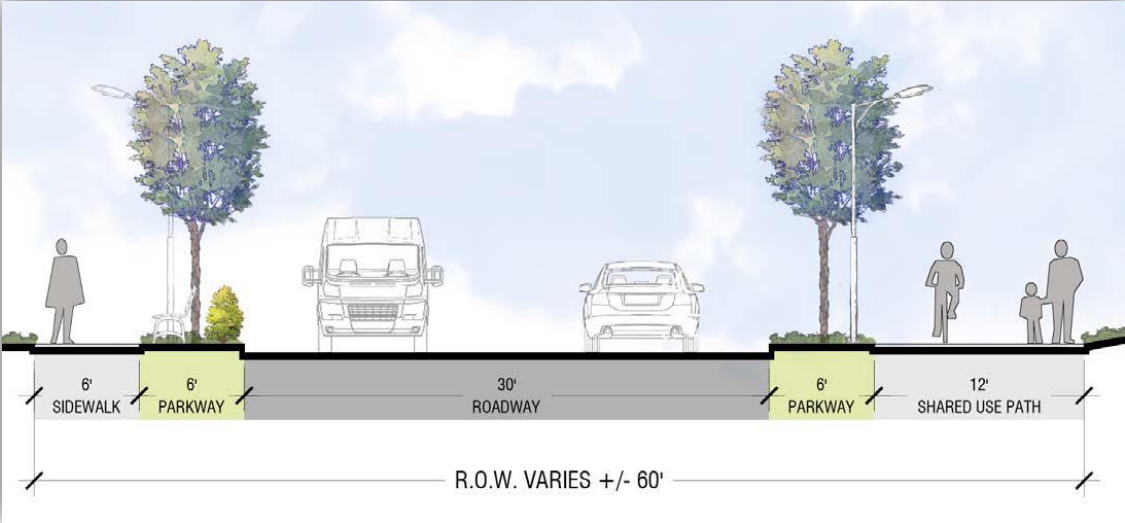 6'
SIDEWALK
6'
PARKWAY
30'
ROADWAY
6'
PARKWAY
12'
SHARED USE PATH
R.O.W. VARIES +/- 60'